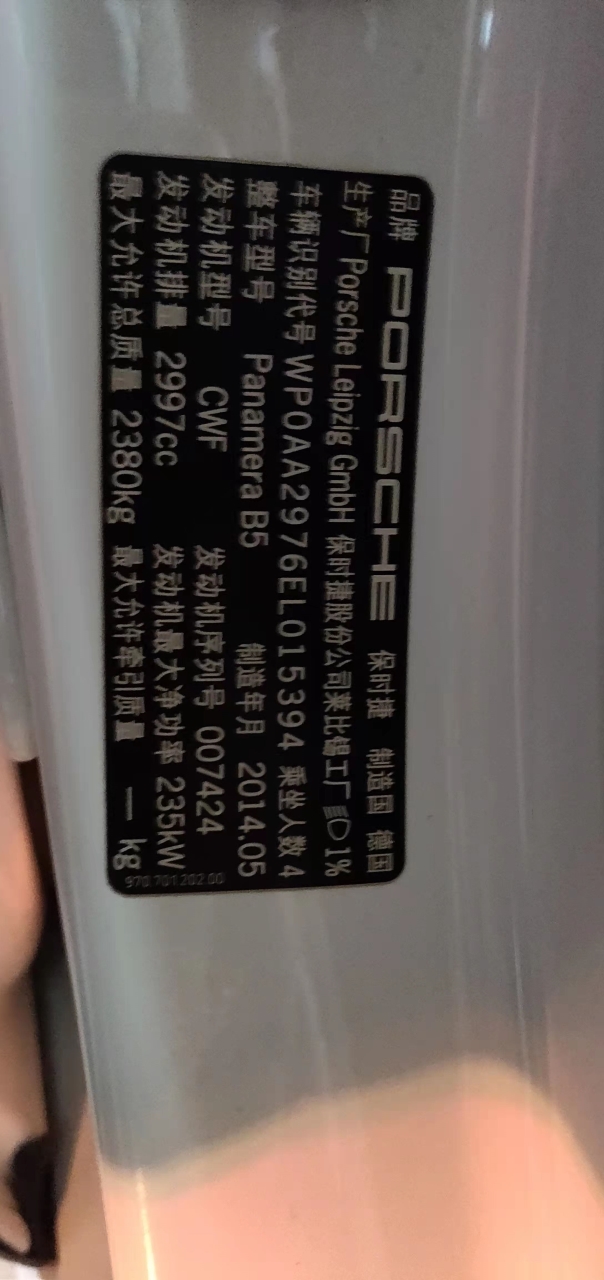 品牌 PORSCHE 保时捷 制造国 德国
生产厂 Porsche Leipzig GmbH 保时捷股份公司莱比锡工厂 1%
车辆识别代号 WP0AA2976EL015394 乘坐人数 4
整车型号 Panamera B5 制造年月 2014.05
发动机型号 CWF 发动机序列号 007424
发动机排量 2997cc 发动机最大净功率 235kW
最大允许总质量 2380kg 最大允许牵引质量 — kg
970.701.202.00